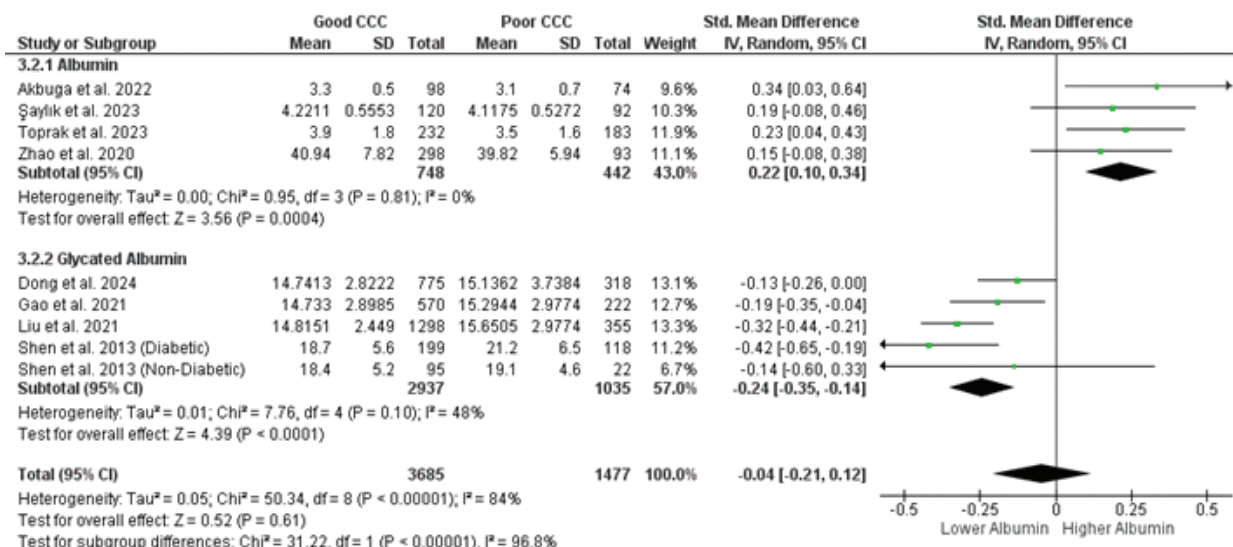 Good CCC Poor CCC Std. Mean Difference Std. Mean Difference
Study or Subgroup Mean SD Total Mean SD Total Weight IV, Random, 95% CI IV, Random, 95% CI
3.2.1 Albumin
Akbuga et al. 2022 3.3 0.5 98 3.1 0.7 74 9.6% 0.34 [0.03, 0.64]
Şaylık et al. 2023 4.2211 0.5553 120 4.1175 0.5272 92 10.3% 0.19 [-0.08, 0.46]
Toprak et al. 2023 3.9 1.8 232 3.5 1.6 183 11.9% 0.23 [0.04, 0.43]
Zhao et al. 2020 40.94 7.82 298 39.82 5.94 93 11.1% 0.15 [-0.08, 0.38]
Subtotal (95% CI) 748 442 43.0% 0.22 [0.10, 0.34]
Heterogeneity: Tau² = 0.00; Chi² = 0.95, df = 3 (P = 0.81); I² = 0%
Test for overall effect: Z = 3.56 (P = 0.0004)
3.2.2 Glycated Albumin
Dong et al. 2024 14.7413 2.8222 775 15.1362 3.7384 318 13.1% -0.13 [-0.26, 0.00]
Gao et al. 2021 14.733 2.8985 570 15.2944 2.9774 222 12.7% -0.19 [-0.35, -0.04]
Liu et al. 2021 14.8151 2.449 1298 15.6505 2.9774 355 13.3% -0.32 [-0.44, -0.21]
Shen et al. 2013 (Diabetic) 18.7 5.6 199 21.2 6.5 118 11.2% -0.42 [-0.65, -0.19]
Shen et al. 2013 (Non-Diabetic) 18.4 5.2 95 19.1 4.6 22 6.7% -0.14 [-0.60, 0.33]
Subtotal (95% CI) 2937 1035 57.0% -0.24 [-0.35, -0.14]
Heterogeneity: Tau² = 0.01; Chi² = 7.76, df = 4 (P = 0.10); I² = 48%
Test for overall effect: Z = 4.39 (P < 0.0001)
Total (95% CI) 3685 1477 100.0% -0.04 [-0.21, 0.12]
Heterogeneity: Tau² = 0.05; Chi² = 50.34, df = 8 (P < 0.00001); I² = 84%
Test for overall effect: Z = 0.52 (P = 0.61)
Test for subgroup differences: Chi² = 31.22, df = 1 (P < 0.00001), I² = 96.8%
-0.5 -0.25 0 0.25 0.5
Lower Albumin Higher Albumin